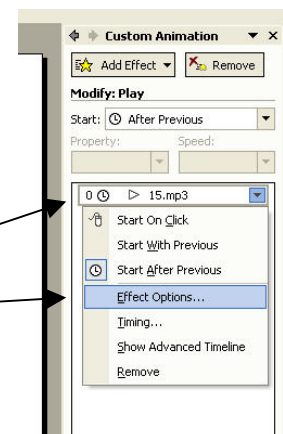 Custom Animation
Add Effect Remove
Modify: Play
Start: After Previous
Property: Speed:
0 15.mp3
Start On Click
Start With Previous
Start After Previous
Effect Options...
Timing...
Show Advanced Timeline
Remove